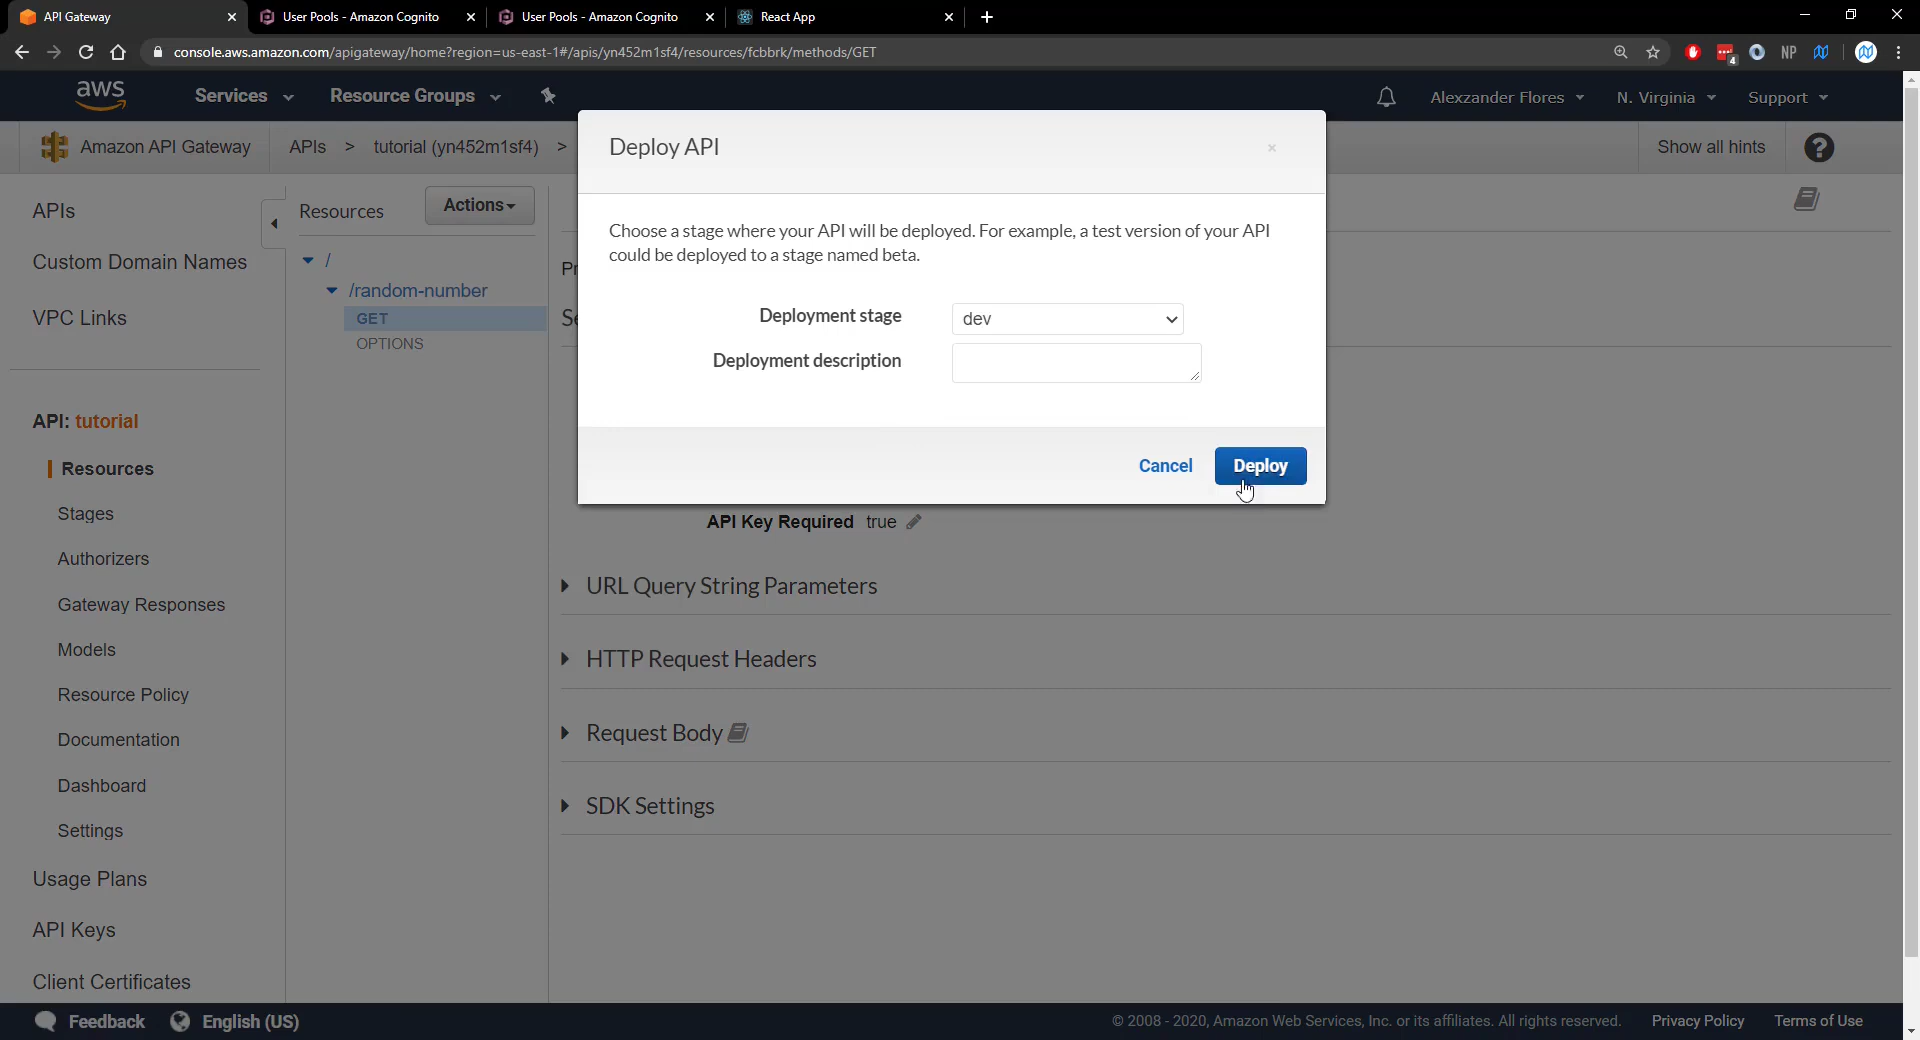 API Gateway
User Pools - Amazon Cognito
User Pools - Amazon Cognito
React App
console.aws.amazon.com/apigateway/home?region=us-east-1#/apis/yn452m1sf4/resources/fcbbrk/methods/GET
4
NP
aws
Services
Resource Groups
Alexzander Flores
N. Virginia
Support
Amazon API Gateway
APIs > tutorial (yn452m1sf4) >
Show all hints
?
APIs
Custom Domain Names
VPC Links
API: tutorial
Resources
Stages
Authorizers
Gateway Responses
Models
Resource Policy
Documentation
Dashboard
Settings
Usage Plans
API Keys
Client Certificates
Resources
Actions
/
/random-number
GET
OPTIONS
Deploy API
×
Choose a stage where your API will be deployed. For example, a test version of your API
could be deployed to a stage named beta.
Deployment stage
dev
Deployment description
Cancel
Deploy
API Key Required true
URL Query String Parameters
HTTP Request Headers
Request Body
SDK Settings
Feedback
English (US)
© 2008 - 2020, Amazon Web Services, Inc. or its affiliates. All rights reserved.
Privacy Policy
Terms of Use